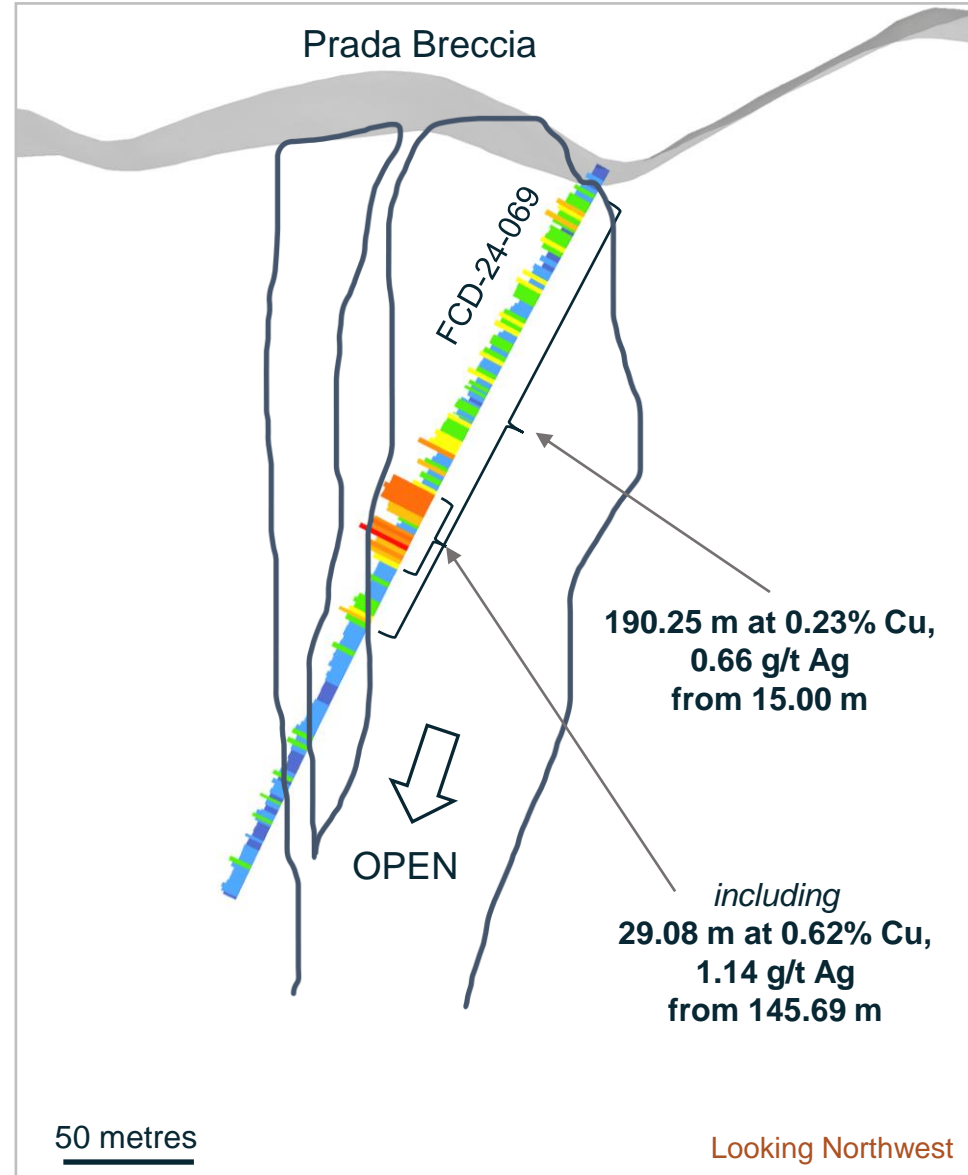 Prada Breccia
FCD-24-069
190.25 m at 0.23% Cu,
0.66 g/t Ag
from 15.00 m
OPEN
including
29.08 m at 0.62% Cu,
1.14 g/t Ag
from 145.69 m
50 metres
Looking Northwest